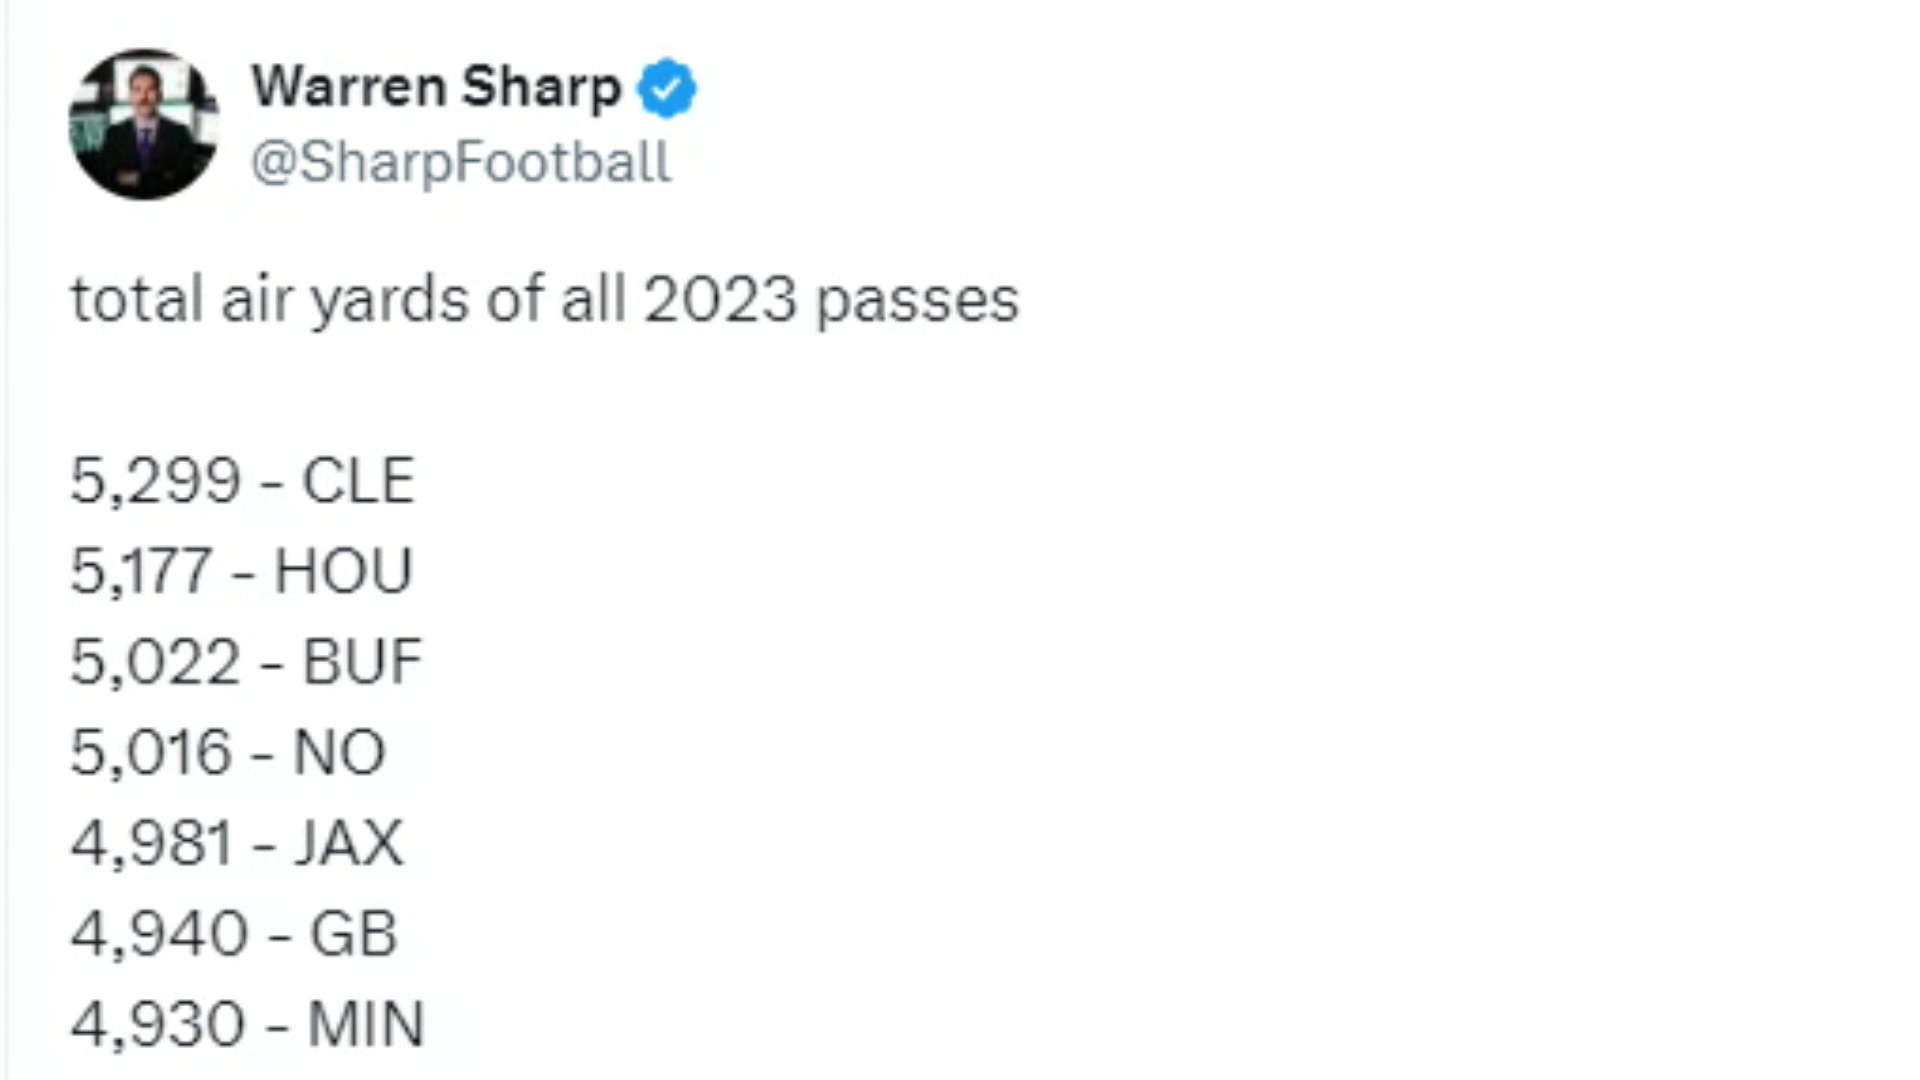 Warren Sharp
@SharpFootball
total air yards of all 2023 passes
5,299 - CLE
5,177 - HOU
5,022 - BUF
5,016 - NO
4,981 - JAX
4,940 - GB
4,930 - MIN